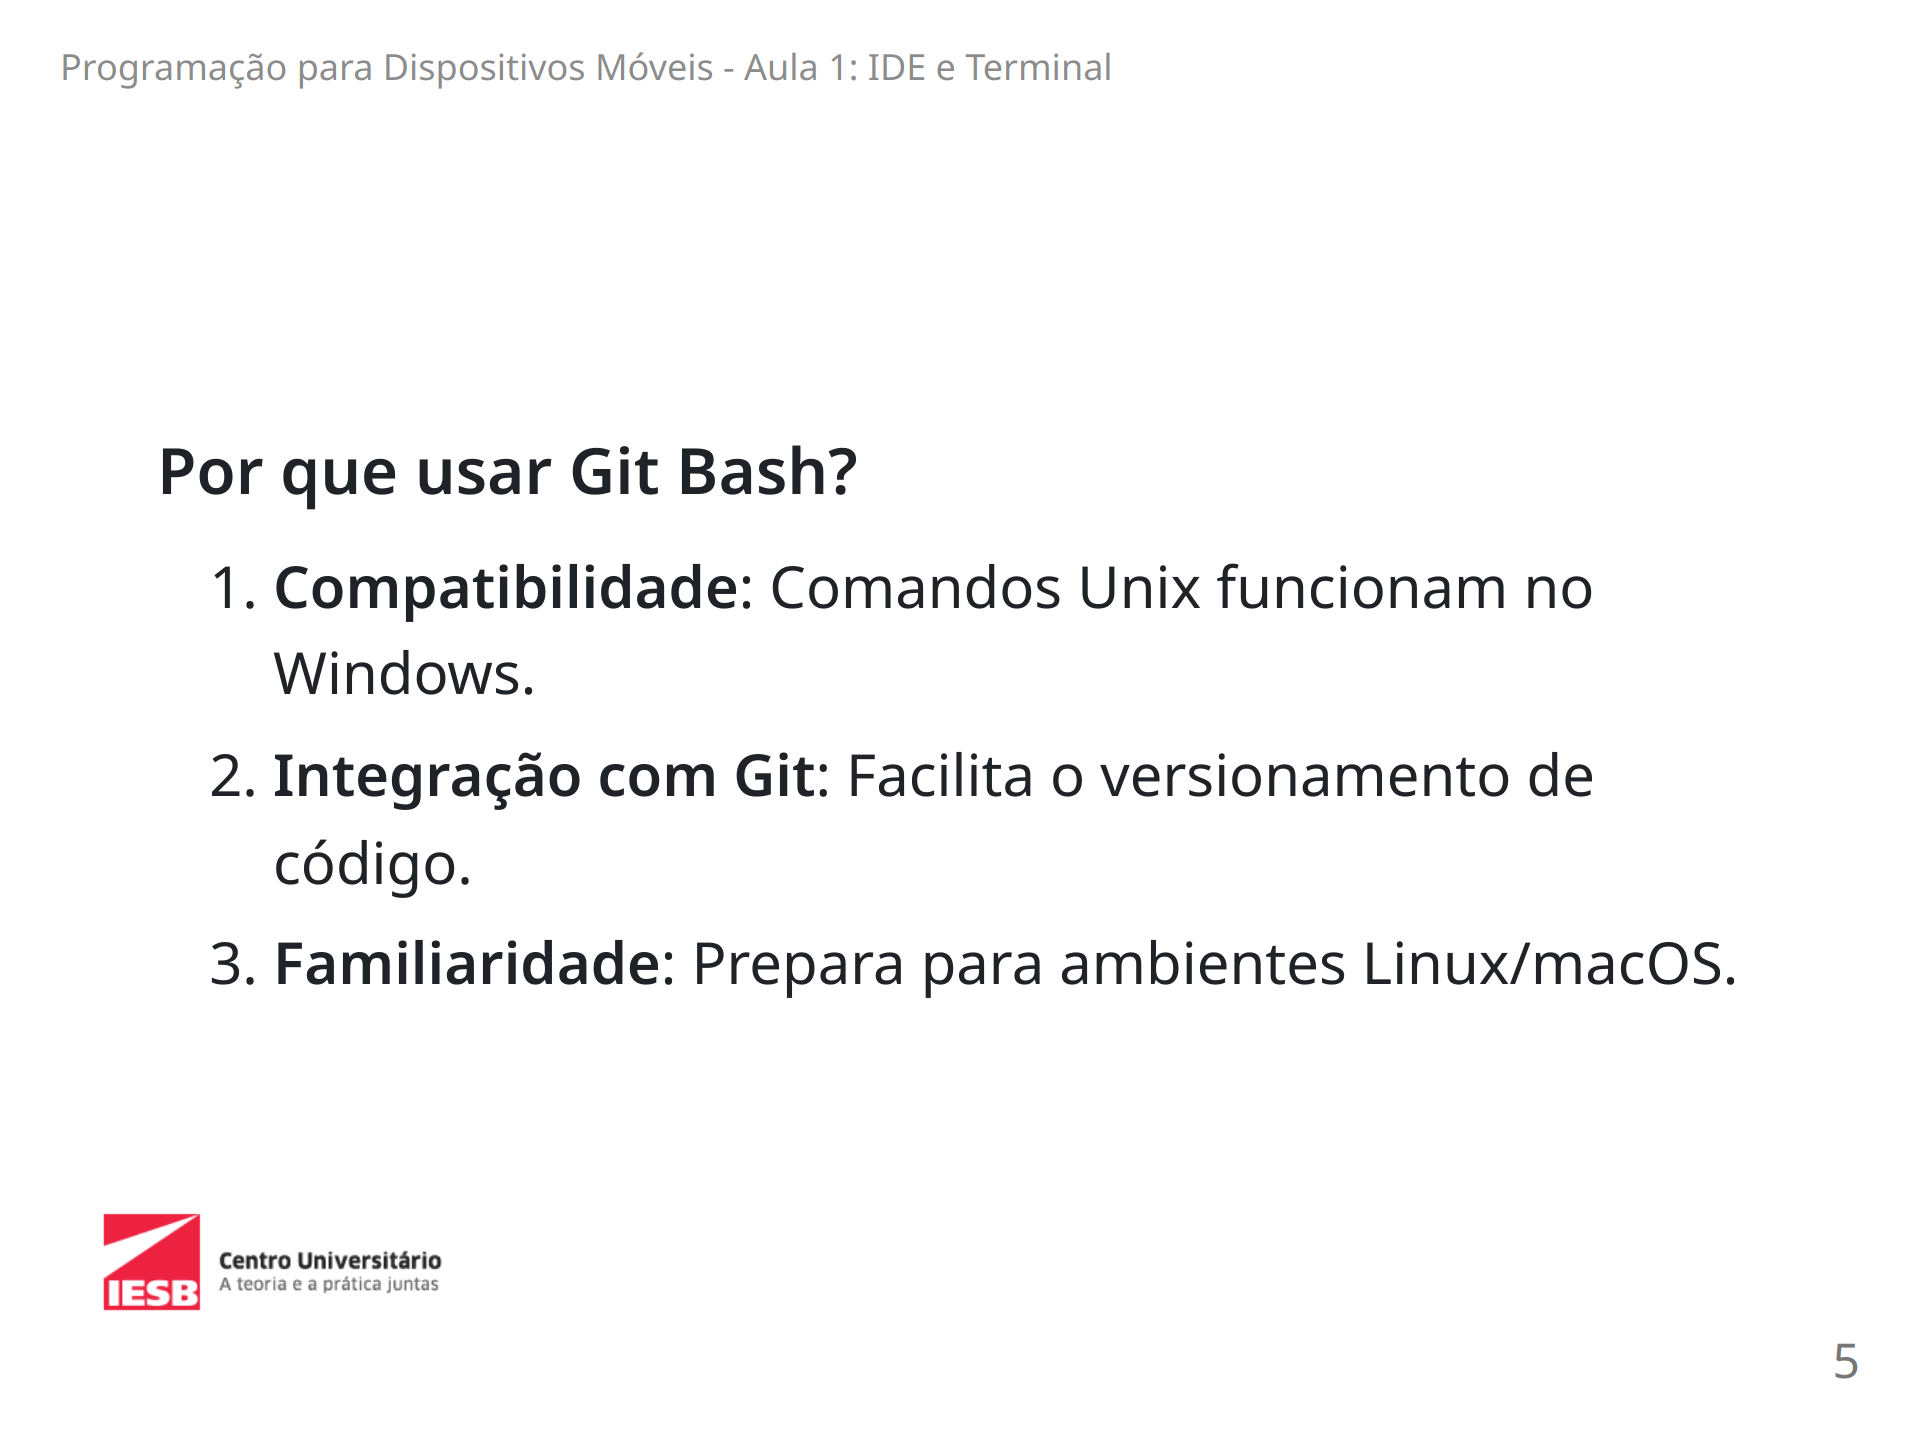 Programação para Dispositivos Móveis - Aula 1: IDE e Terminal
Por que usar Git Bash?
1. Compatibilidade: Comandos Unix funcionam no
Windows.
2. Integração com Git: Facilita o versionamento de
código.
3. Familiaridade: Prepara para ambientes Linux/macOS.
IESB
Centro Universitário
A teoria e a prática juntas
5